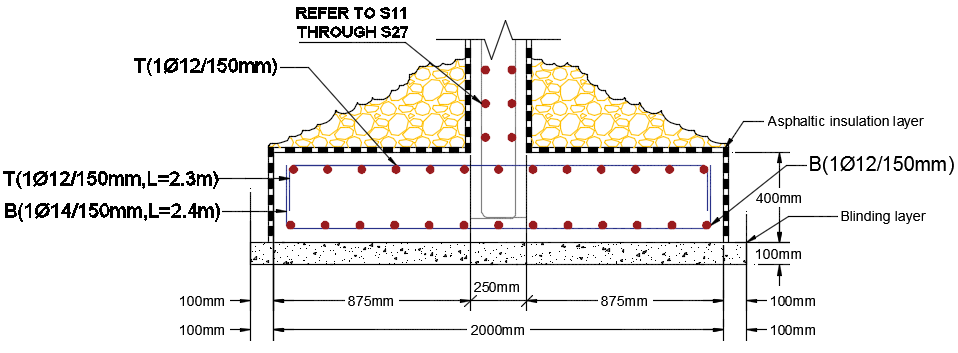 REFER TO S11
THROUGH S27
T(1Ø12/150mm)
Asphaltic insulation layer
B(1Ø12/150mm)
T(1Ø12/150mm,L=2.3m)
400mm
B(1Ø14/150mm,L=2.4m)
Blinding layer
100mm
250mm
100mm
875mm
875mm
100mm
100mm
2000mm
100mm